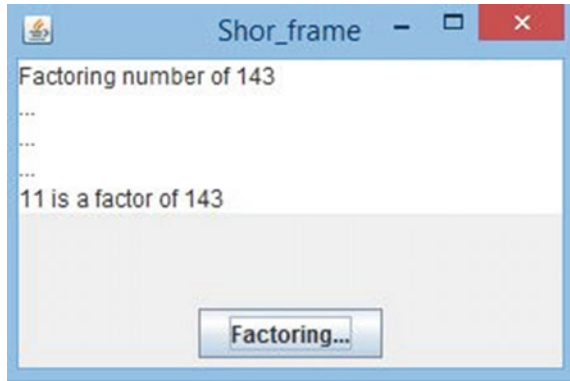 Shor_frame
Factoring number of 143
...
...
...
11 is a factor of 143
Factoring...